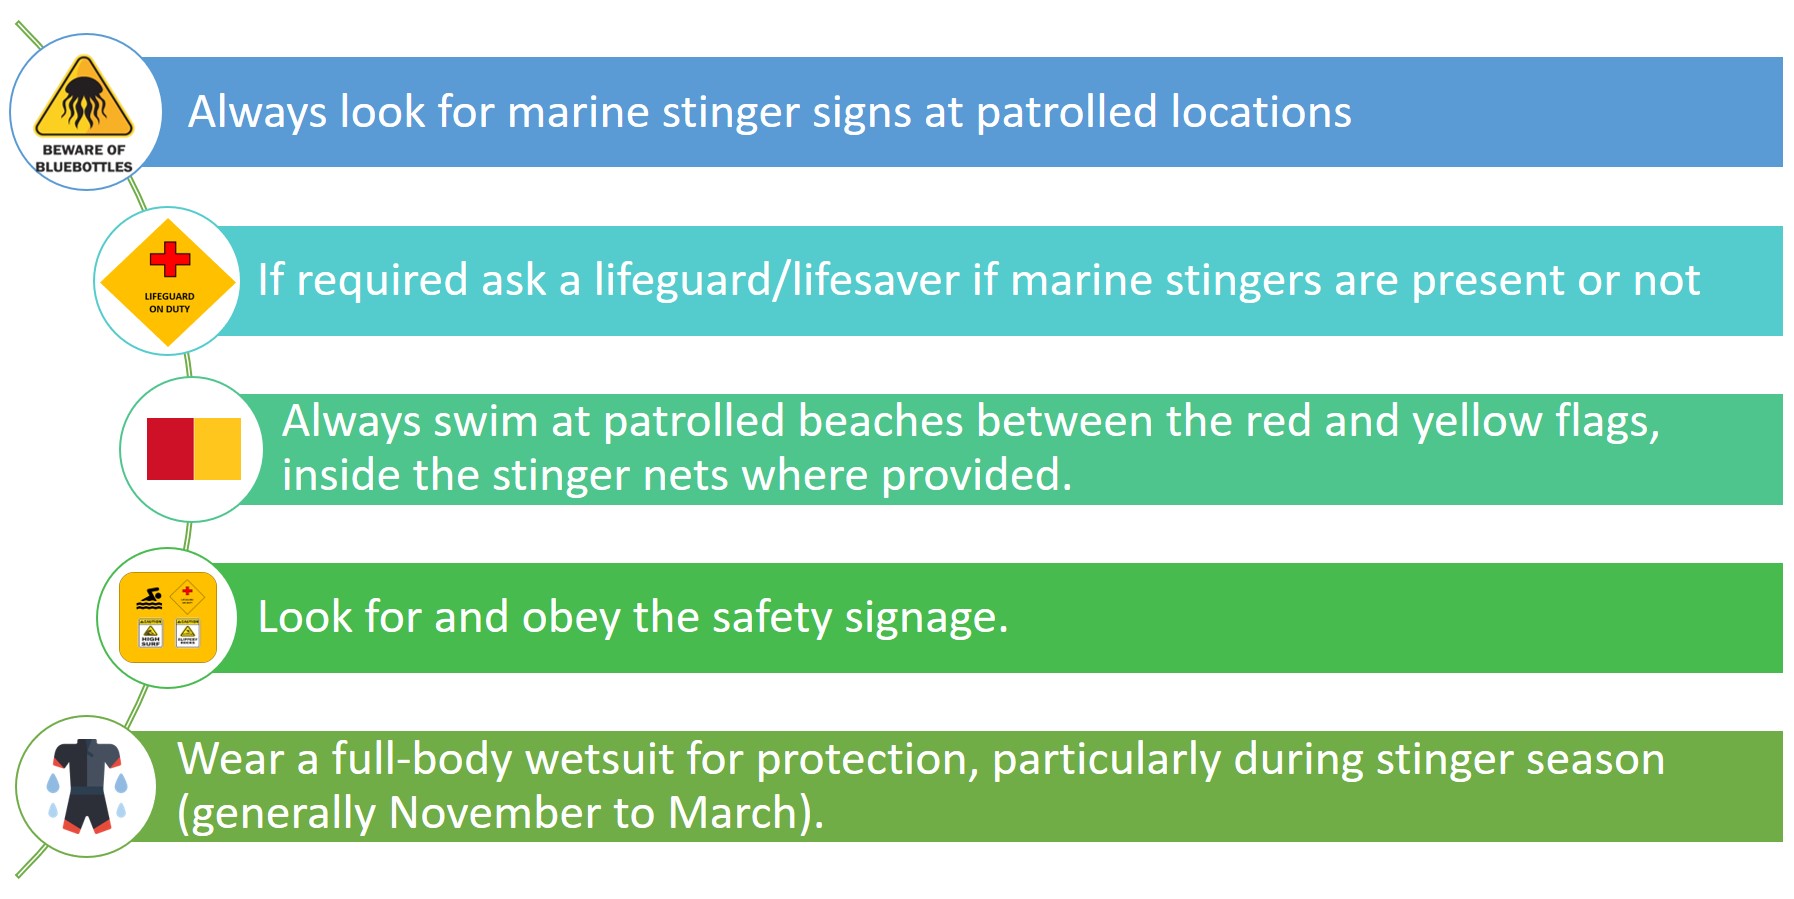 BEWARE OF
BLUEBOTTLES
Always look for marine stinger signs at patrolled locations
LIFEGUARD
ON DUTY
If required ask a lifeguard/lifesaver if marine stingers are present or not
Always swim at patrolled beaches between the red and yellow flags,
inside the stinger nets where provided.
HIGH
SURF
Look for and obey the safety signage.
Wear a full-body wetsuit for protection, particularly during stinger season
(generally November to March).